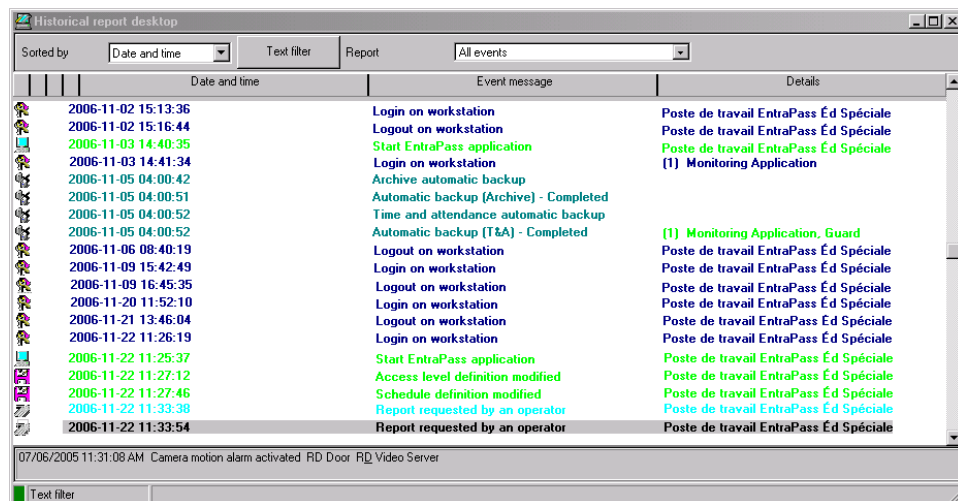 Historical report desktop
Sorted by Date and time Text filter Report All events
Date and time Event message Details
2006-11-02 15:13:36 Login on workstation Poste de travail EntraPass Éd Spéciale
2006-11-02 15:16:44 Logout on workstation Poste de travail EntraPass Éd Spéciale
2006-11-03 14:40:35 Start EntraPass application Poste de travail EntraPass Éd Spéciale
2006-11-03 14:41:34 Login on workstation (1) Monitoring Application
2006-11-05 04:00:42 Archive automatic backup
2006-11-05 04:00:51 Automatic backup (Archive) - Completed
2006-11-05 04:00:52 Time and attendance automatic backup
2006-11-05 04:00:52 Automatic backup (T&A) - Completed (1) Monitoring Application, Guard
2006-11-06 08:40:19 Logout on workstation Poste de travail EntraPass Éd Spéciale
2006-11-09 15:42:49 Login on workstation Poste de travail EntraPass Éd Spéciale
2006-11-09 16:45:35 Logout on workstation Poste de travail EntraPass Éd Spéciale
2006-11-20 11:52:10 Login on workstation Poste de travail EntraPass Éd Spéciale
2006-11-21 13:46:04 Logout on workstation Poste de travail EntraPass Éd Spéciale
2006-11-22 11:26:19 Login on workstation Poste de travail EntraPass Éd Spéciale
2006-11-22 11:25:37 Start EntraPass application Poste de travail EntraPass Éd Spéciale
2006-11-22 11:27:12 Access level definition modified Poste de travail EntraPass Éd Spéciale
2006-11-22 11:27:46 Schedule definition modified Poste de travail EntraPass Éd Spéciale
2006-11-22 11:33:38 Report requested by an operator Poste de travail EntraPass Éd Spéciale
2006-11-22 11:33:54 Report requested by an operator Poste de travail EntraPass Éd Spéciale
07/06/2005 11:31:08 AM Camera motion alarm activated RD Door RD Video Server
Text filter